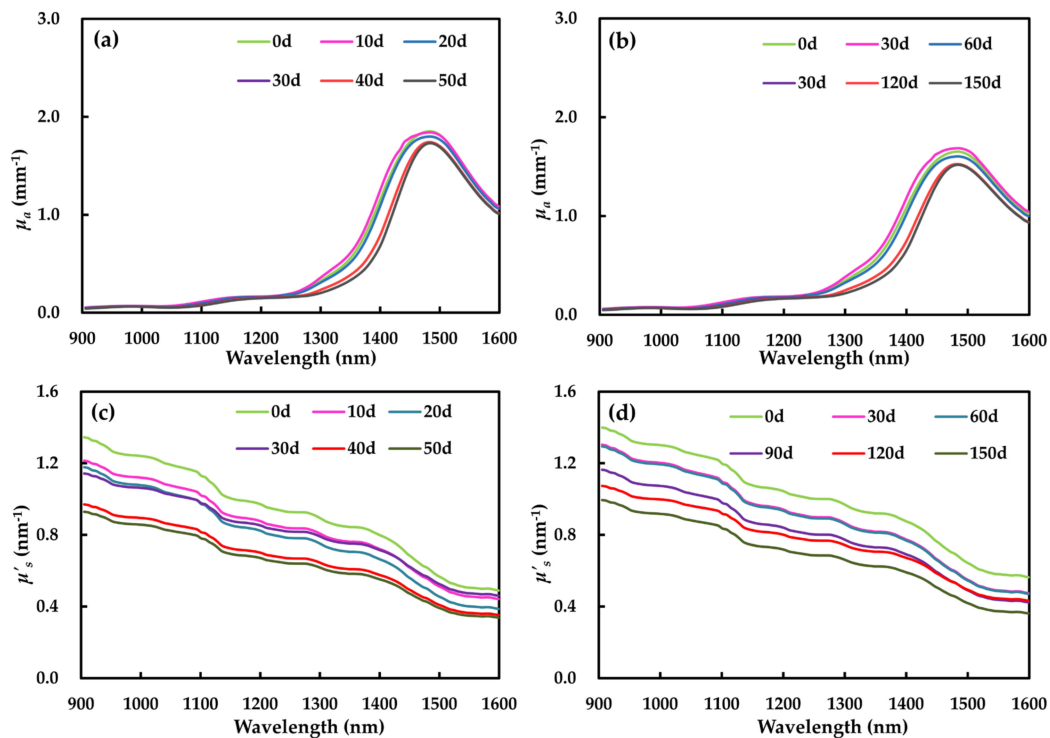 (a)
0d 10d 20d
30d 40d 50d
3.0
2.0
1.0
0.0
μa (mm-1)
900 1000 1100 1200 1300 1400 1500 1600
Wavelength (nm)
(b)
0d 30d 60d
30d 120d 150d
3.0
2.0
1.0
0.0
μa (mm-1)
900 1000 1100 1200 1300 1400 1500 1600
Wavelength (nm)
(c)
0d 10d 20d
30d 40d 50d
1.6
1.2
0.8
0.4
0.0
μ's (nm-1)
900 1000 1100 1200 1300 1400 1500 1600
Wavelength (nm)
(d)
0d 30d 60d
90d 120d 150d
1.6
1.2
0.8
0.4
0.0
μ's (nm-1)
900 1000 1100 1200 1300 1400 1500 1600
Wavelength (nm)